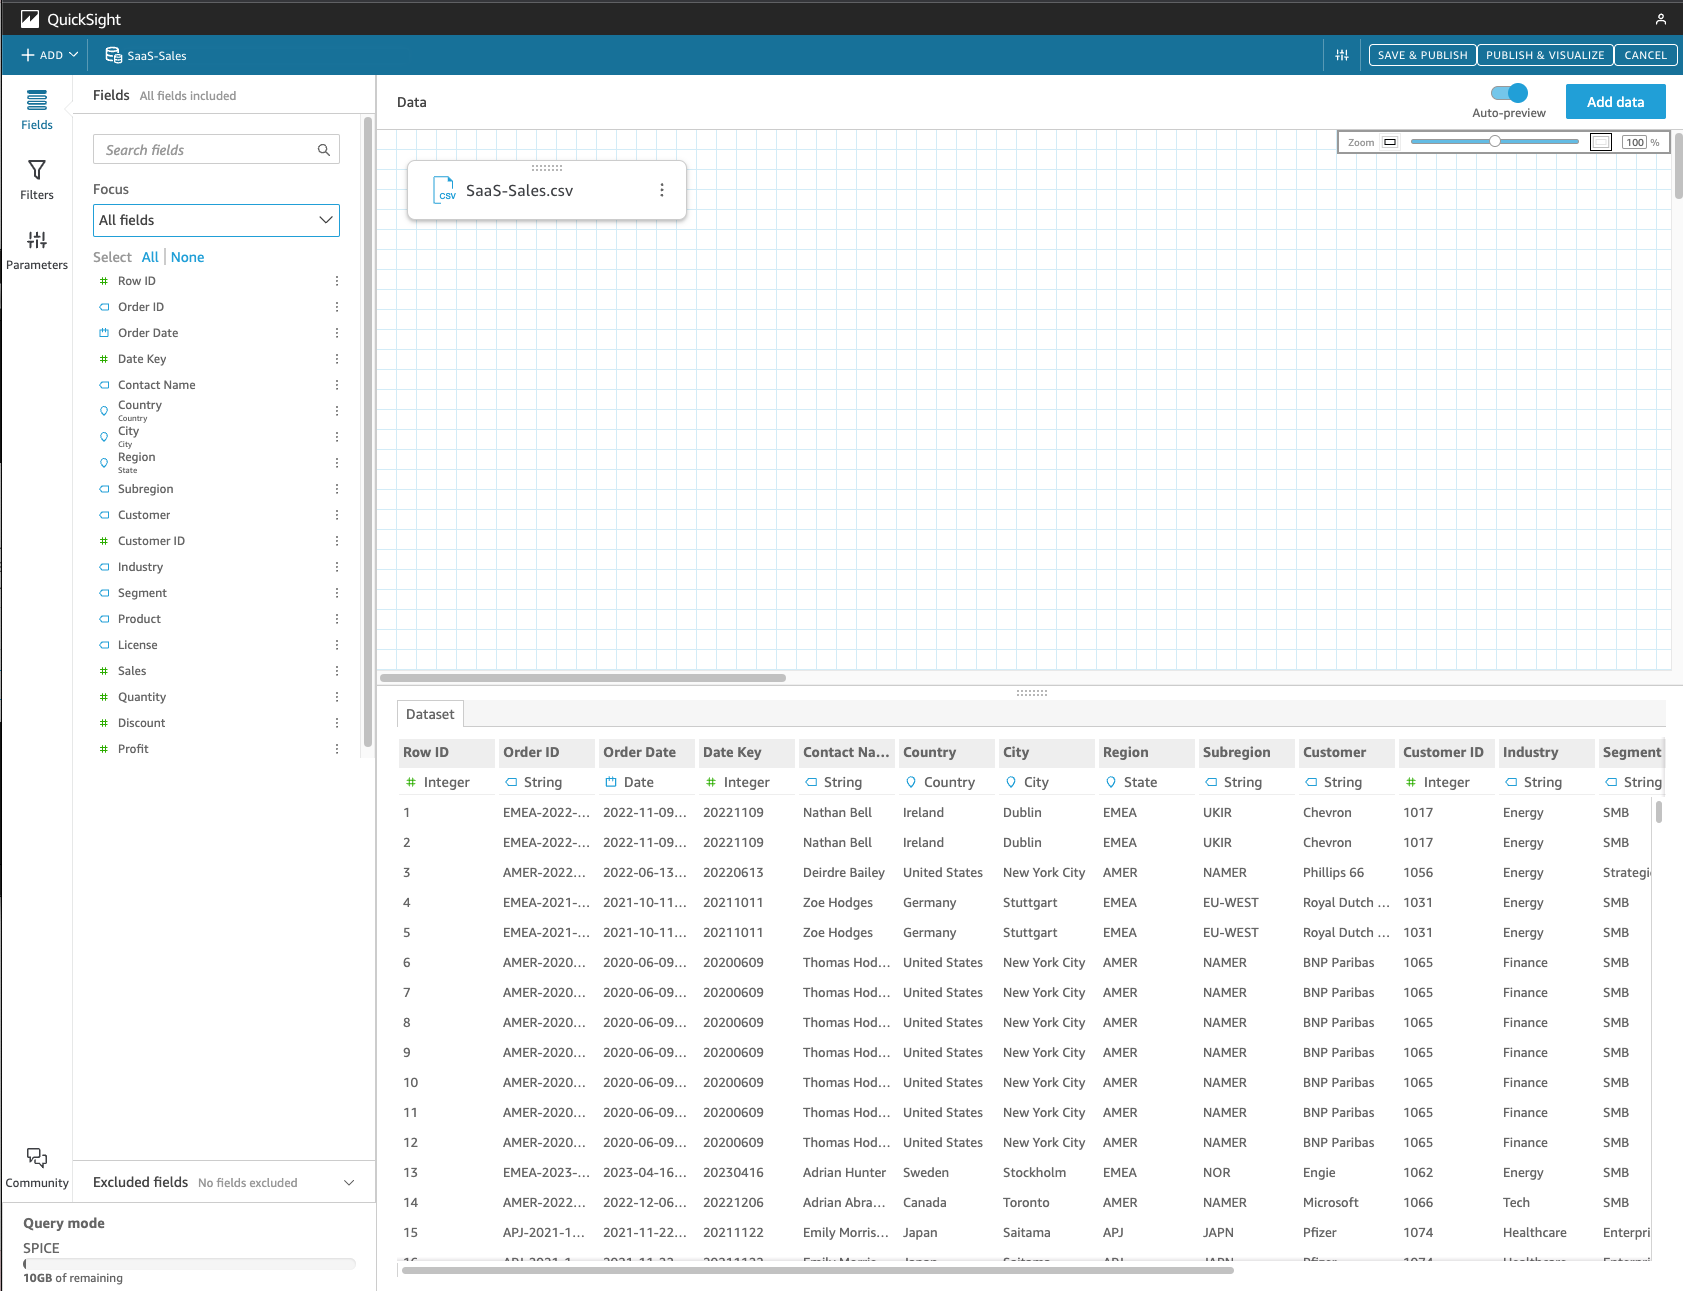 QuickSight
ADD
SaaS-Sales
SAVE & PUBLISH
PUBLISH & VISUALIZE
CANCEL
Fields
Filters
Parameters
Community
Fields All fields included
Search fields
Focus
All fields
Select All None
Row ID
Order ID
Order Date
Date Key
Contact Name
Country
Country
City
City
Region
State
Subregion
Customer
Customer ID
Industry
Segment
Product
License
Sales
Quantity
Discount
Profit
Excluded fields No fields excluded
Query mode
SPICE
10GB of remaining
Data
Auto-preview
Add data
Zoom 100 %
CSV SaaS-Sales.csv
Dataset
Row ID Order ID Order Date Date Key Contact Na... Country City Region Subregion Customer Customer ID Industry Segment
# Integer String Date # Integer String Country City State String String # Integer String String
1 EMEA-2022-... 2022-11-09... 20221109 Nathan Bell Ireland Dublin EMEA UKIR Chevron 1017 Energy SMB
2 EMEA-2022-... 2022-11-09... 20221109 Nathan Bell Ireland Dublin EMEA UKIR Chevron 1017 Energy SMB
3 AMER-2022... 2022-06-13... 20220613 Deirdre Bailey United States New York City AMER NAMER Phillips 66 1056 Energy Strategi
4 EMEA-2021-... 2021-10-11... 20211011 Zoe Hodges Germany Stuttgart EMEA EU-WEST Royal Dutch ... 1031 Energy SMB
5 EMEA-2021-... 2021-10-11... 20211011 Zoe Hodges Germany Stuttgart EMEA EU-WEST Royal Dutch ... 1031 Energy SMB
6 AMER-2020... 2020-06-09... 20200609 Thomas Hod... United States New York City AMER NAMER BNP Paribas 1065 Finance SMB
7 AMER-2020... 2020-06-09... 20200609 Thomas Hod... United States New York City AMER NAMER BNP Paribas 1065 Finance SMB
8 AMER-2020... 2020-06-09... 20200609 Thomas Hod... United States New York City AMER NAMER BNP Paribas 1065 Finance SMB
9 AMER-2020... 2020-06-09... 20200609 Thomas Hod... United States New York City AMER NAMER BNP Paribas 1065 Finance SMB
10 AMER-2020... 2020-06-09... 20200609 Thomas Hod... United States New York City AMER NAMER BNP Paribas 1065 Finance SMB
11 AMER-2020... 2020-06-09... 20200609 Thomas Hod... United States New York City AMER NAMER BNP Paribas 1065 Finance SMB
12 AMER-2020... 2020-06-09... 20200609 Thomas Hod... United States New York City AMER NAMER BNP Paribas 1065 Finance SMB
13 EMEA-2023-... 2023-04-16... 20230416 Adrian Hunter Sweden Stockholm EMEA NOR Engie 1062 Energy SMB
14 AMER-2022... 2022-12-06... 20221206 Adrian Abra... Canada Toronto AMER NAMER Microsoft 1066 Tech SMB
15 APJ-2021-1... 2021-11-22... 20211122 Emily Morris... Japan Saitama APJ JAPN Pfizer 1074 Healthcare Enterpri